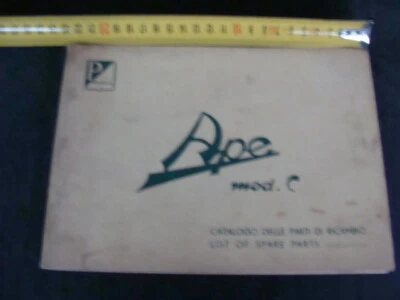 P
Ape
mod. C
CATALOGO DELLE PARTI DI RICAMBIO
LIST OF SPARE PARTS